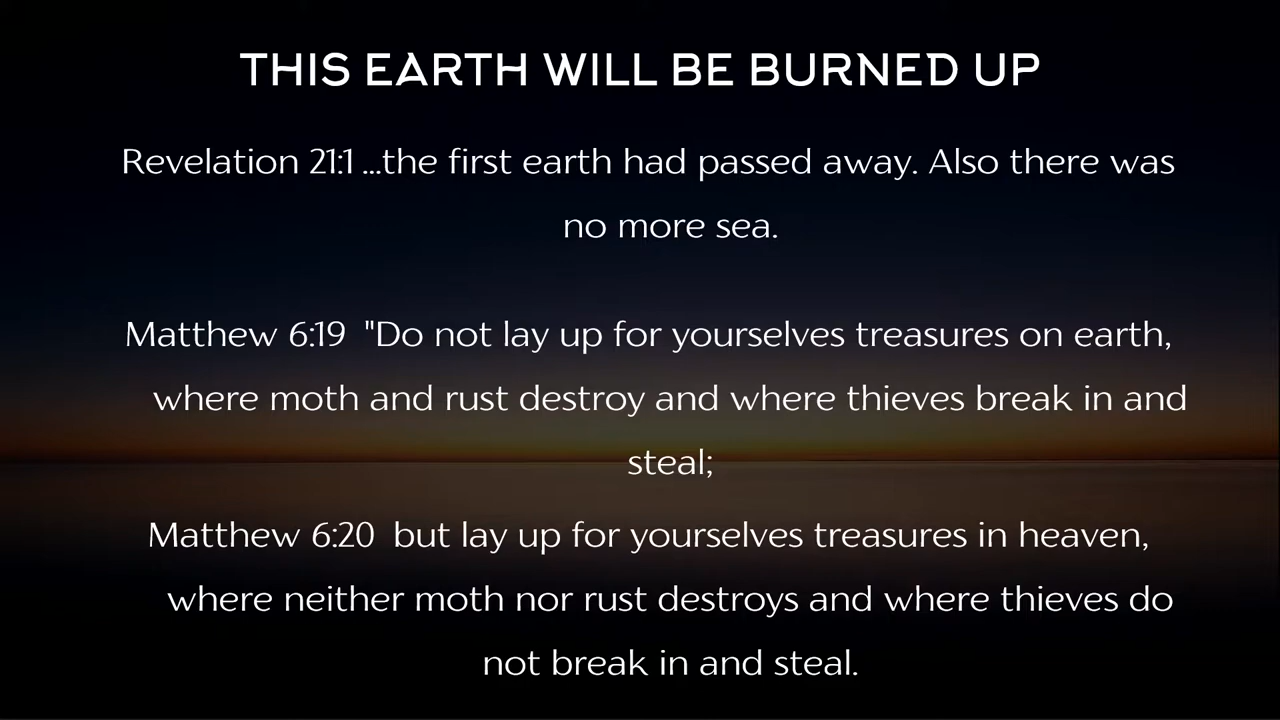 THIS EARTH WILL BE BURNED UP
Revelation 21:1 ...the first earth had passed away. Also there was
no more sea.
Matthew 6:19 "Do not lay up for yourselves treasures on earth,
where moth and rust destroy and where thieves break in and
steal;
Matthew 6:20 but lay up for yourselves treasures in heaven,
where neither moth nor rust destroys and where thieves do
not break in and steal.